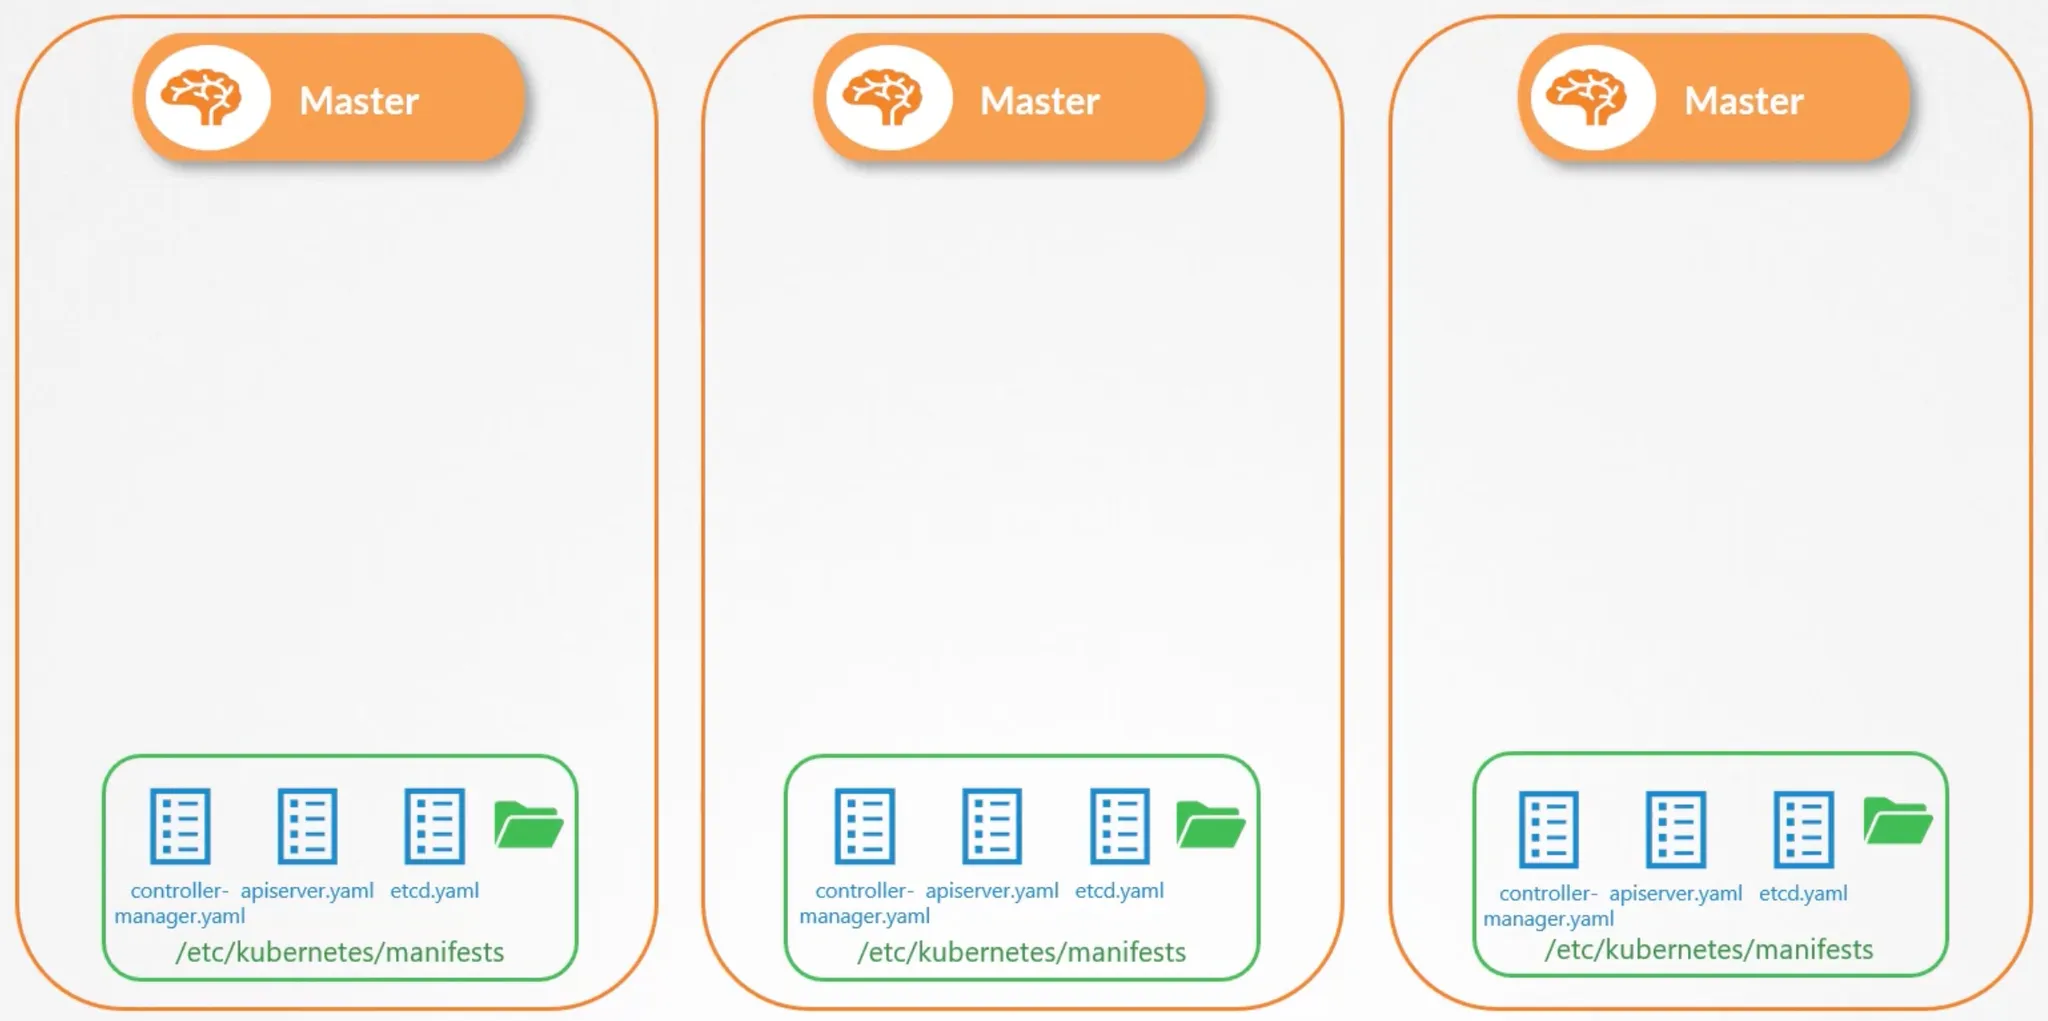 Master
controller-
manager.yaml
apiserver.yaml
etcd.yaml
/etc/kubernetes/manifests
Master
controller-
manager.yaml
apiserver.yaml
etcd.yaml
/etc/kubernetes/manifests
Master
controller-
manager.yaml
apiserver.yaml
etcd.yaml
/etc/kubernetes/manifests